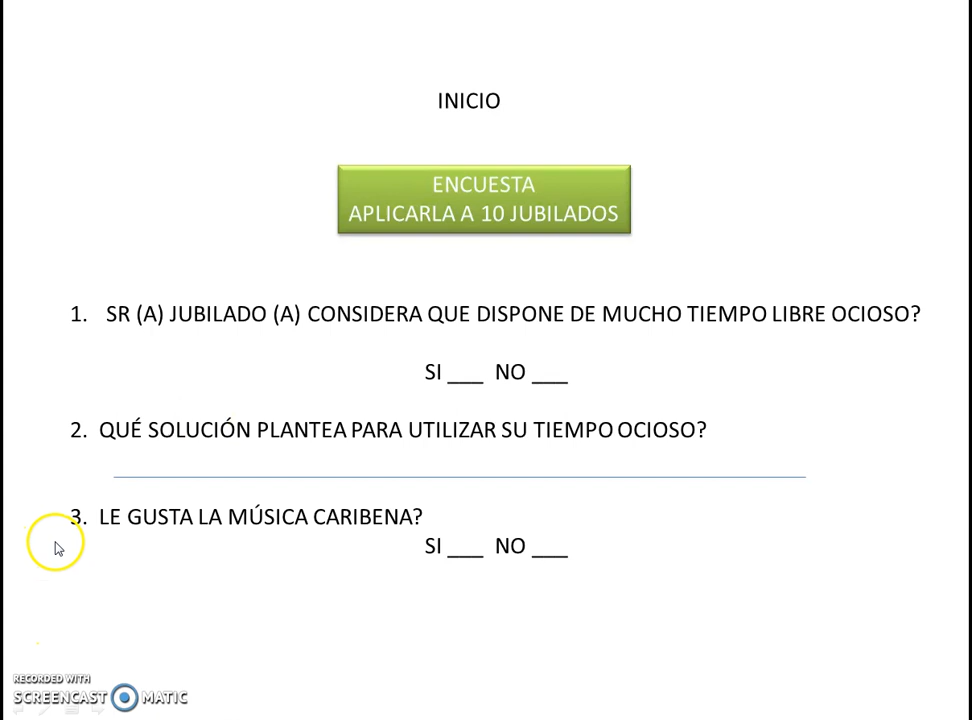 INICIO
ENCUESTA
APLICARLA A 10 JUBILADOS
1. SR (A) JUBILADO (A) CONSIDERA QUE DISPONE DE MUCHO TIEMPO LIBRE OCIOSO?
SI ___ NO ___
2. QUÉ SOLUCIÓN PLANTEA PARA UTILIZAR SU TIEMPO OCIOSO?
3. LE GUSTA LA MÚSICA CARIBENA?
SI ___ NO ___
RECORDED WITH
SCREENCAST MATIC